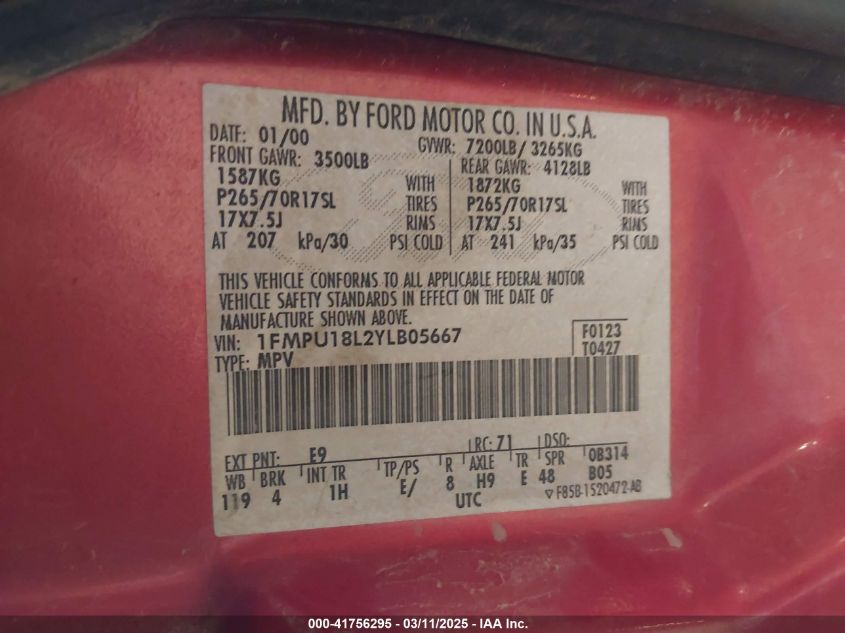 MFD. BY FORD MOTOR CO. IN U.S.A.
DATE: 01/00 GVWR: 7200LB/ 3265KG
FRONT GAWR: 3500LB REAR GAWR: 4128LB
1587KG WITH 1872KG WITH
P265/70R17SL TIRES P265/70R17SL TIRES
17X7.5J RIMS 17X7.5J RIMS
AT 207 kPa/30 PSI COLD AT 241 kPa/35 PSI COLD
THIS VEHICLE CONFORMS TO ALL APPLICABLE FEDERAL MOTOR
VEHICLE SAFETY STANDARDS IN EFFECT ON THE DATE OF
MANUFACTURE SHOWN ABOVE.
VIN: 1FMPU18L2YLB05667 F0123
TYPE: MPV T0427
EXT PNT: E9 RC: 71 DSO:
WB BRK INT TR TP/PS R AXLE TR SPR 0B314
119 4 1H E/ 8 H9 E 48 B05
UTC ▽ F85B-1520472-AB
000-41756295 - 03/11/2025 - IAA Inc.